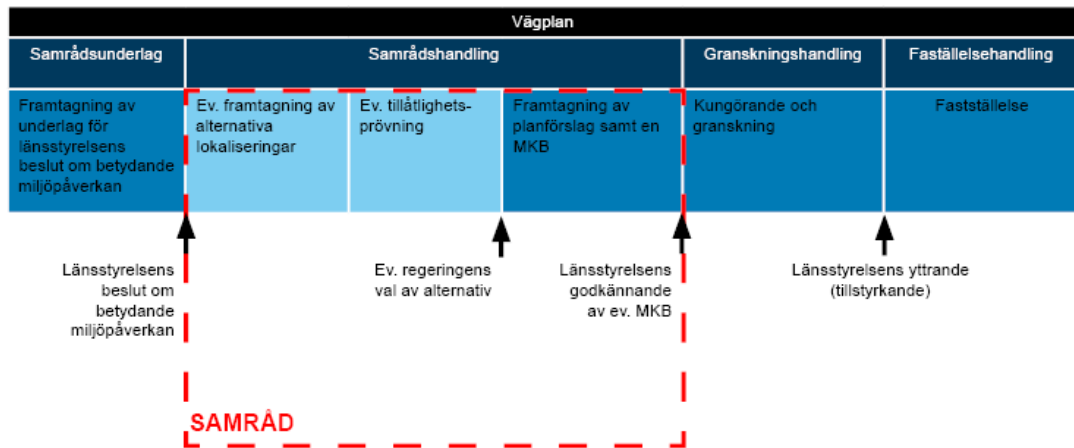 Vägplan
Samrådsunderlag
Samrådshandling
Granskningshandling
Faställelsehandling
Framtagning av
underlag för
länsstyrelsens
beslut om betydande
miljöpåverkan
Ev. framtagning av
alternativa
lokaliseringar
Ev. tillåtlighets-
prövning
Framtagning av
planförslag samt en
MKB
Kungörande och
granskning
Fastställelse
Länsstyrelsens
beslut om
betydande
miljöpåverkan
Ev. regeringens
val av alternativ
Länsstyrelsens
godkännande
av ev. MKB
Länsstyrelsens yttrande
(tillstyrkande)
SAMRÅD